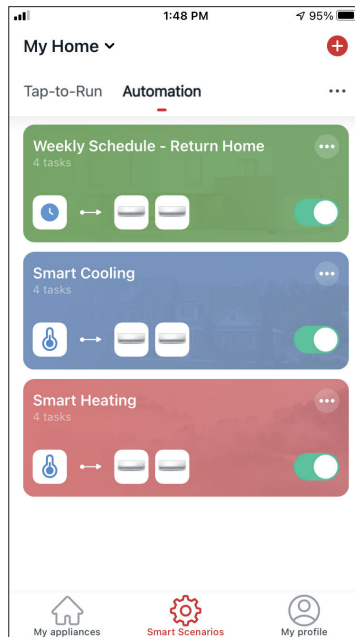 1:48 PM 95%
My Home
Tap-to-Run Automation
Weekly Schedule - Return Home
4 tasks
Smart Cooling
4 tasks
Smart Heating
4 tasks
My appliances Smart Scenarios My profile